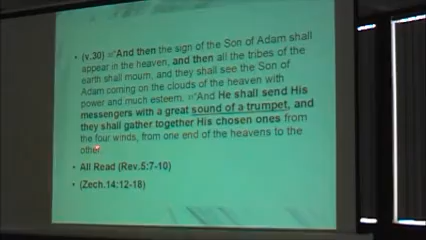 • (v.30) ="And then the sign of the Son of Adam shall
appear in the heaven, and then all the tribes of the
earth shall mourn, and they shall see the Son of
Adam coming on the clouds of the heaven with
power and much esteem. ="And He shall send His
messengers with a great sound of a trumpet, and
they shall gather together His chosen ones from
the four winds, from one end of the heavens to the
other.
• All Read (Rev.5:7-10)
• (Zech.14:12-18)